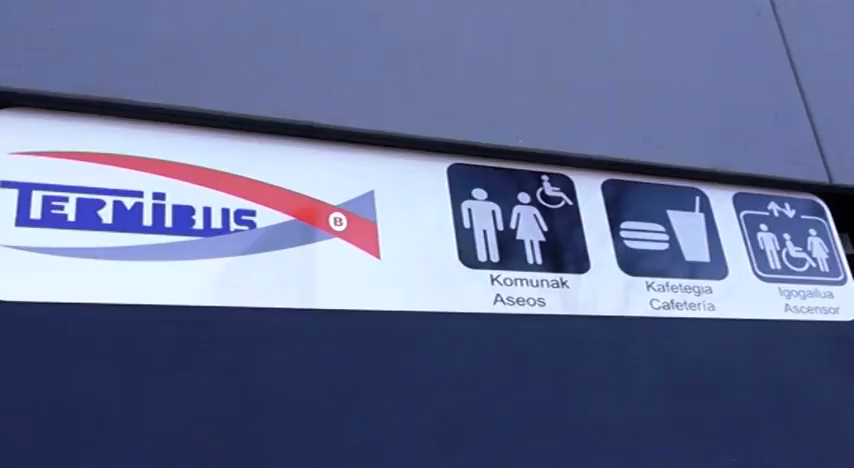 TERMIBUS
B
Komunak
Aseos
Kafetegia
Cafetería
Igogailua
Ascensor